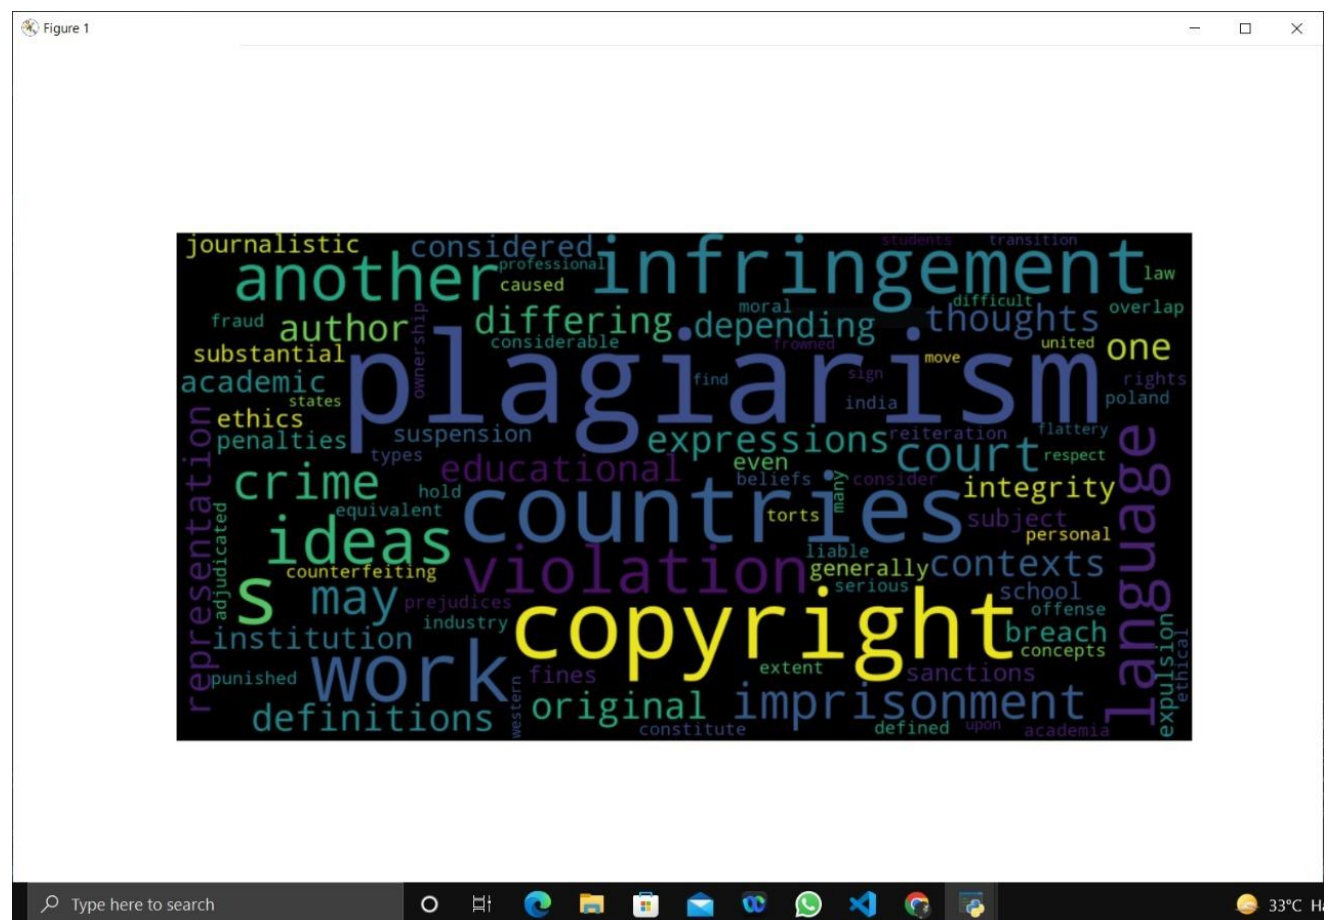 Figure 1
journalistic considered infringement students transition
another professional caused law
fraud author ownership differing moral depending thoughts difficult overlap
substantial considerable plagiarism frowned move united one
academic find sign rights
states india poland
ethics
representation penalties types suspension expressions reiteration court flattery respect language
crime hold educational even beliefs many consider integrity
equivalent countries torts subject personal
adjudicated ideas counterfeiting violation liable generally contexts
s may prejudices copyright serious school offense
institution industry breach concepts
punished work fines extent sanctions expulsion ethical
definitions western original imprisonment
constitute defined upon academia
Type here to search
33°C Ha